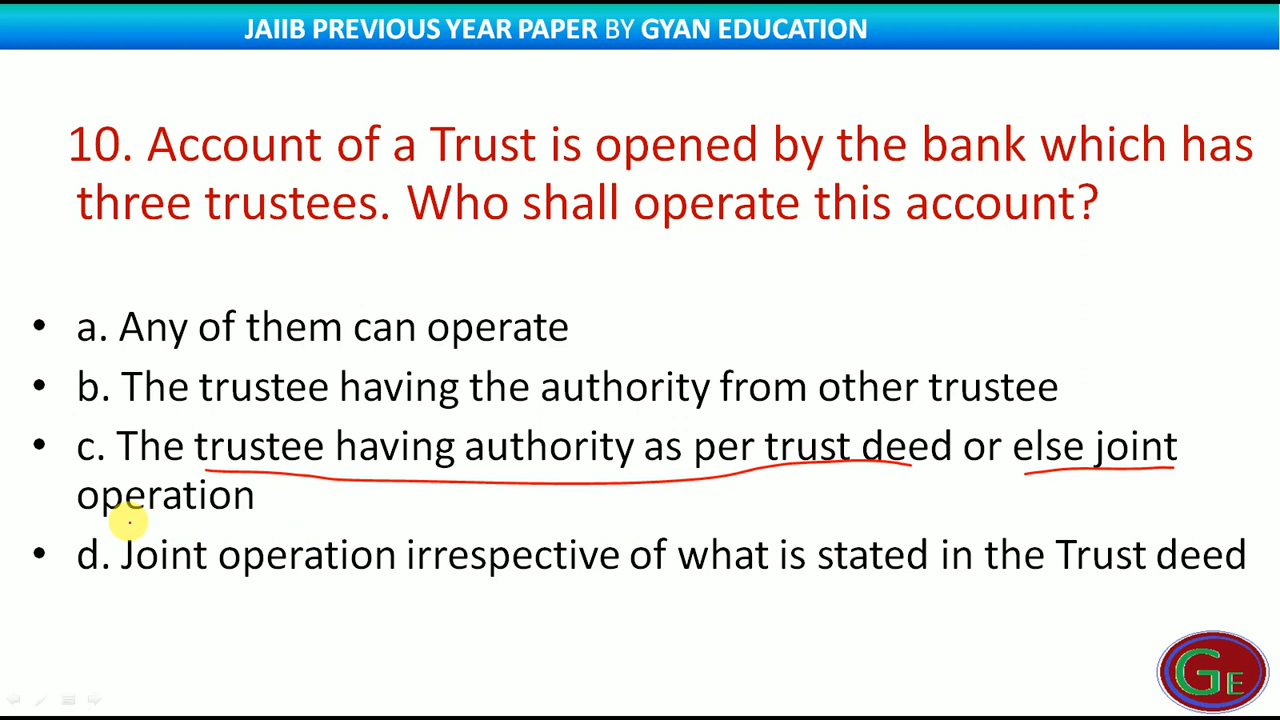 JAIIB PREVIOUS YEAR PAPER BY GYAN EDUCATION
10. Account of a Trust is opened by the bank which has
three trustees. Who shall operate this account?
• a. Any of them can operate
• b. The trustee having the authority from other trustee
• c. The trustee having authority as per trust deed or else joint
operation
• d. Joint operation irrespective of what is stated in the Trust deed
GE